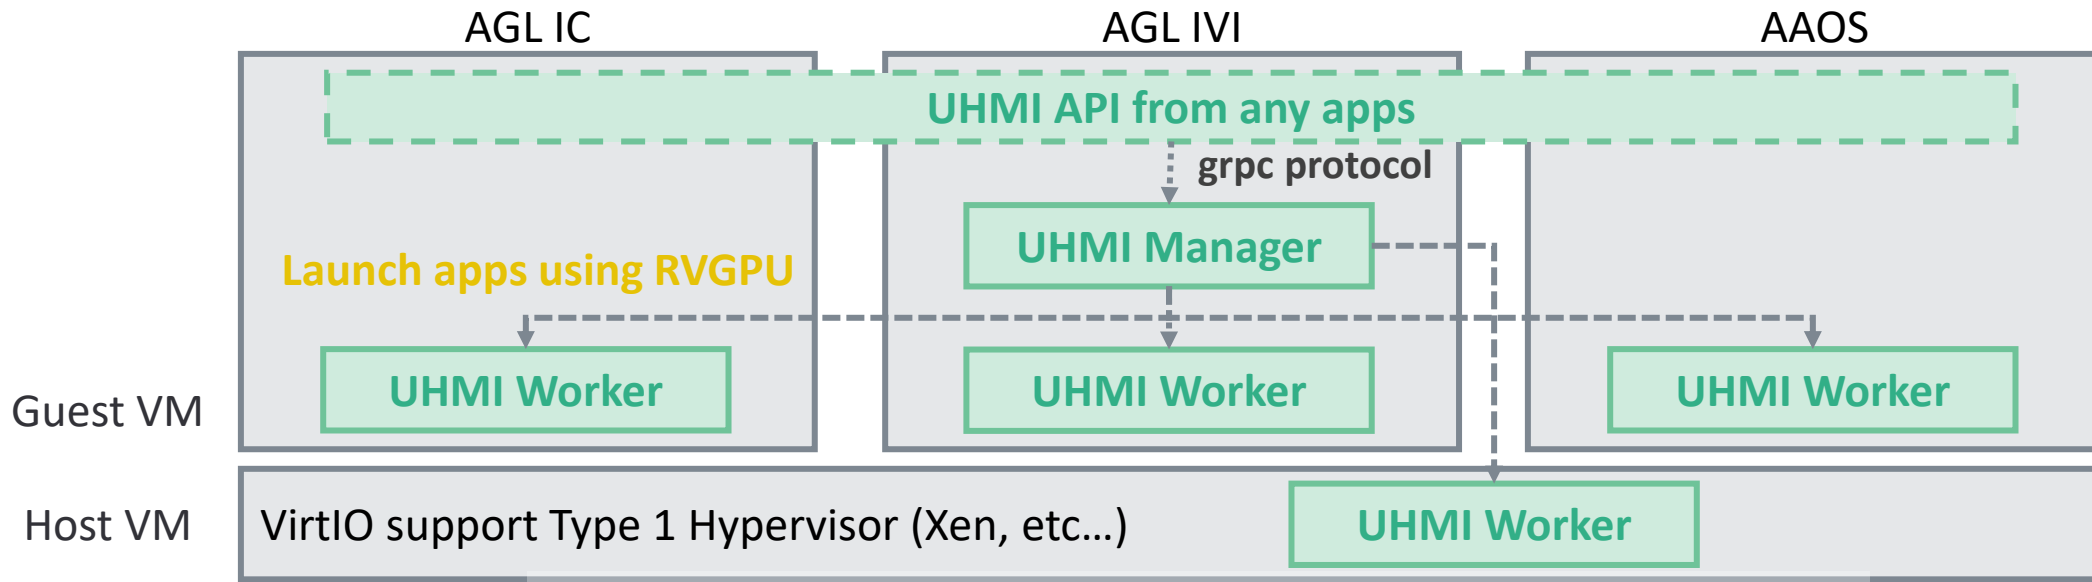 AGL IC
AGL IVI
AAOS
UHMI API from any apps
grpc protocol
UHMI Manager
Launch apps using RVGPU
UHMI Worker
UHMI Worker
UHMI Worker
Guest VM
Host VM
VirtIO support Type 1 Hypervisor (Xen, etc...)
UHMI Worker